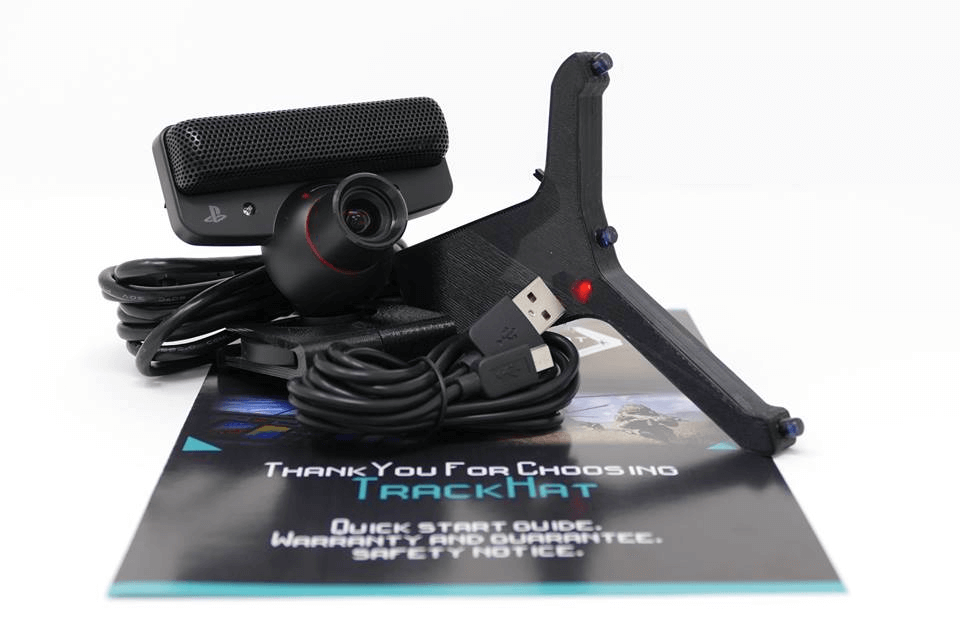 Thank You For Choosing
TrackHat
Quick start guide.
Warranty and guarantee.
safety notice.